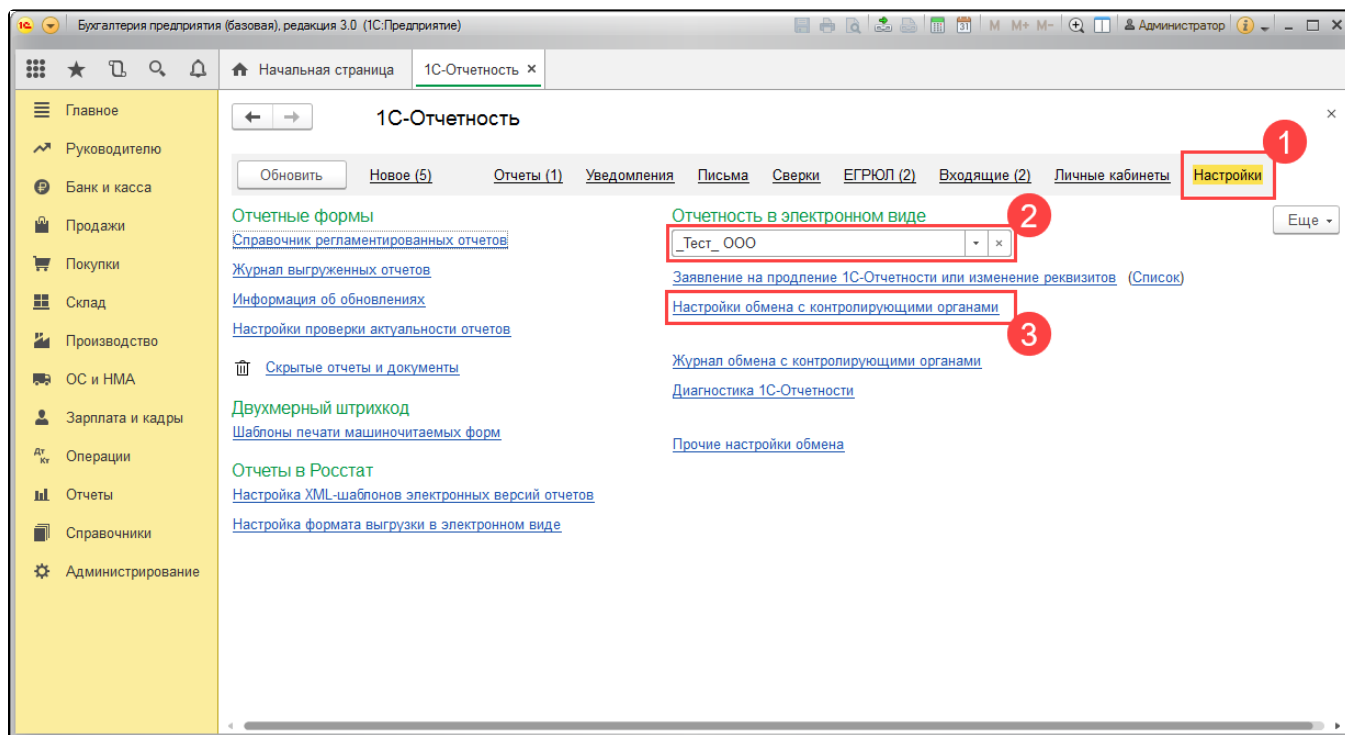 Бухгалтерия предприятия (базовая), редакция 3.0 (1С:Предприятие)
M M+ M- Администратор
Начальная страница 1С-Отчетность ×
Главное
Руководителю
Банк и касса
Продажи
Покупки
Склад
Производство
ОС и НМА
Зарплата и кадры
Операции
Отчеты
Справочники
Администрирование
1С-Отчетность
1
Обновить Новое (5) Отчеты (1) Уведомления Письма Сверки ЕГРЮЛ (2) Входящие (2) Личные кабинеты Настройки
Еще
Отчетные формы
Справочник регламентированных отчетов
Журнал выгруженных отчетов
Информация об обновлениях
Настройки проверки актуальности отчетов
Скрытые отчеты и документы
Двухмерный штрихкод
Шаблоны печати машиночитаемых форм
Отчеты в Росстат
Настройка XML-шаблонов электронных версий отчетов
Настройка формата выгрузки в электронном виде
Отчетность в электронном виде
2
_Тест_ ООО
Заявление на продление 1С-Отчетности или изменение реквизитов (Список)
Настройки обмена с контролирующими органами
3
Журнал обмена с контролирующими органами
Диагностика 1С-Отчетности
Прочие настройки обмена